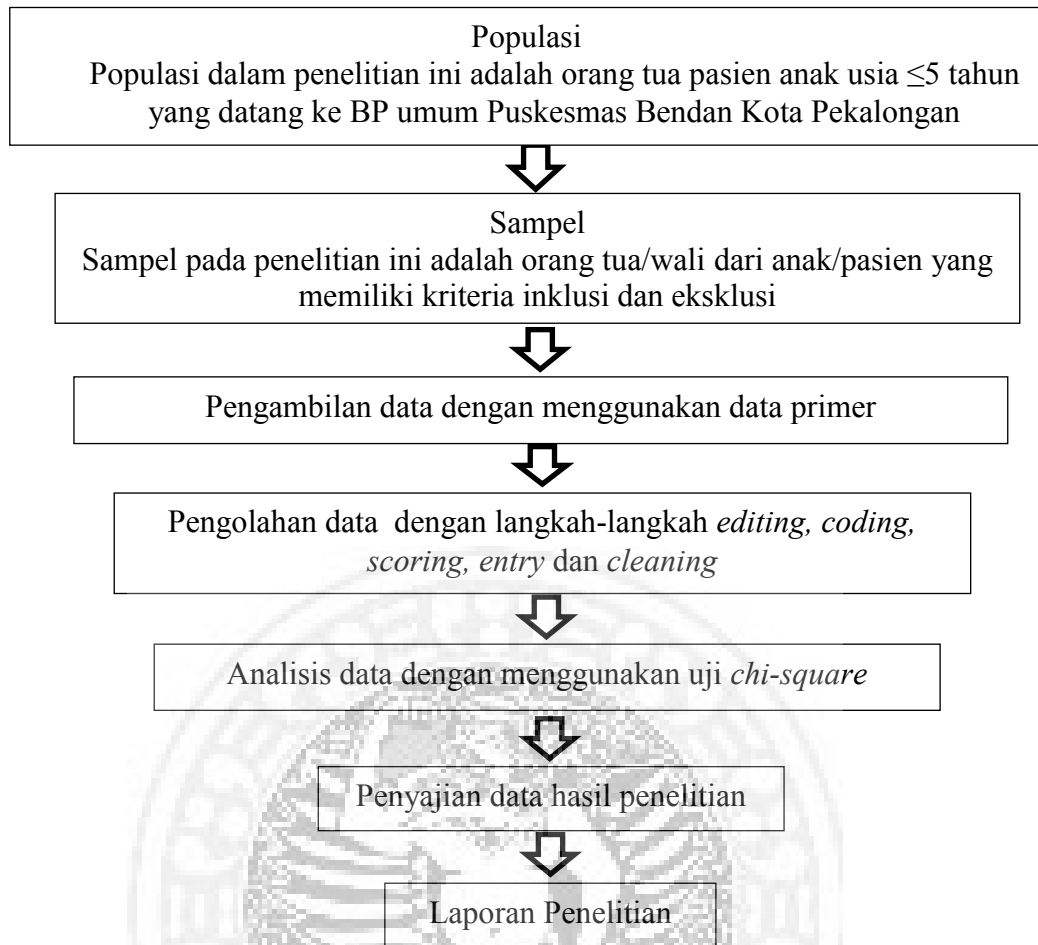 Populasi
Populasi dalam penelitian ini adalah orang tua pasien anak usia ≤5 tahun
yang datang ke BP umum Puskesmas Bendan Kota Pekalongan
Sampel
Sampel pada penelitian ini adalah orang tua/wali dari anak/pasien yang
memiliki kriteria inklusi dan eksklusi
Pengambilan data dengan menggunakan data primer
Pengolahan data dengan langkah-langkah editing, coding,
scoring, entry dan cleaning
Analisis data dengan menggunakan uji chi-square
Penyajian data hasil penelitian
Laporan Penelitian